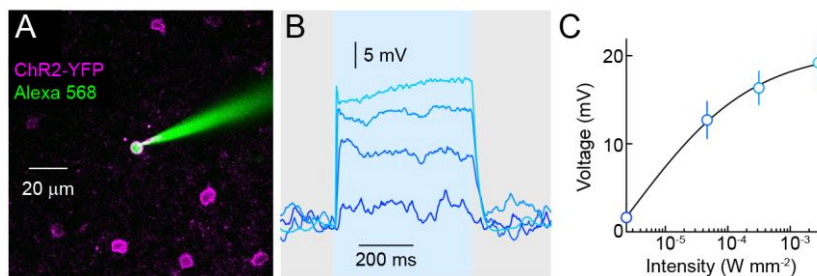 A
ChR2-YFP
Alexa 568
20 μm
B
5 mV
200 ms
C
Voltage (mV)
20
10
0
10-5
10-4
10-3
Intensity (W mm-2)